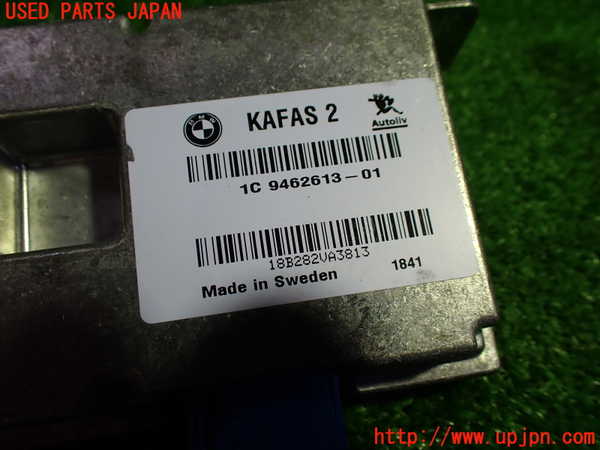 USED PARTS JAPAN
KAFAS 2
Autoliv
1C 9462613-01
18B282VA3813
Made in Sweden
1841
http://www.upjpn.com